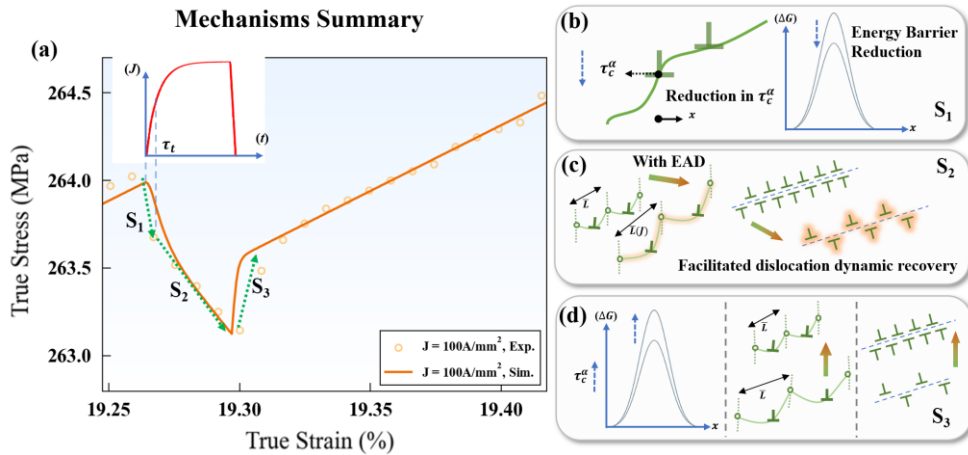 Mechanisms Summary
(a)
(J)
(t)
τt
264.5
264.0
263.5
263.0
True Stress (MPa)
S1
S2
S3
J = 100A/mm², Exp.
J = 100A/mm², Sim.
19.25
19.30
19.35
19.40
True Strain (%)
(b)
τcα
Reduction in τcα
x
(ΔG)
Energy Barrier
Reduction
x
S1
(c)
With EAD
S2
L̄
L̄(J)
Facilitated dislocation dynamic recovery
(d)
(ΔG)
τcα
x
L̄
L̄
S3